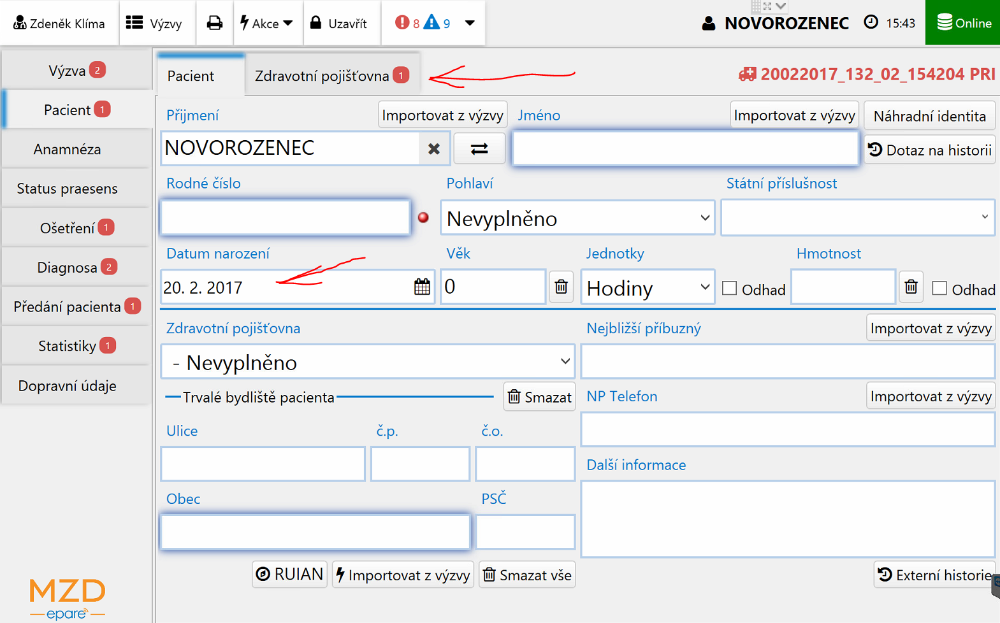 Zdeněk Klíma Výzvy Akce Uzavřít 8 9 NOVOROZENEC 15:43 Online
Výzva 2
Pacient 1
Anamnéza
Status praesens
Ošetření 1
Diagnosa 2
Předání pacienta 1
Statistiky 1
Dopravní údaje
Pacient Zdravotní pojišťovna 1 20022017_132_02_154204 PRI
Příjmení Importovat z výzvy Jméno Importovat z výzvy Náhradní identita
NOVOROZENEC Dotaz na historii
Rodné číslo Pohlaví Státní příslušnost
Nevyplněno
Datum narození Věk Jednotky Hmotnost
20. 2. 2017 0 Hodiny Odhad Odhad
Zdravotní pojišťovna Nejbližší příbuzný Importovat z výzvy
- Nevyplněno
Trvalé bydliště pacienta Smazat NP Telefon Importovat z výzvy
Ulice č.p. č.o.
Další informace
Obec PSČ
RUIAN Importovat z výzvy Smazat vše Externí historie
MZD
epare